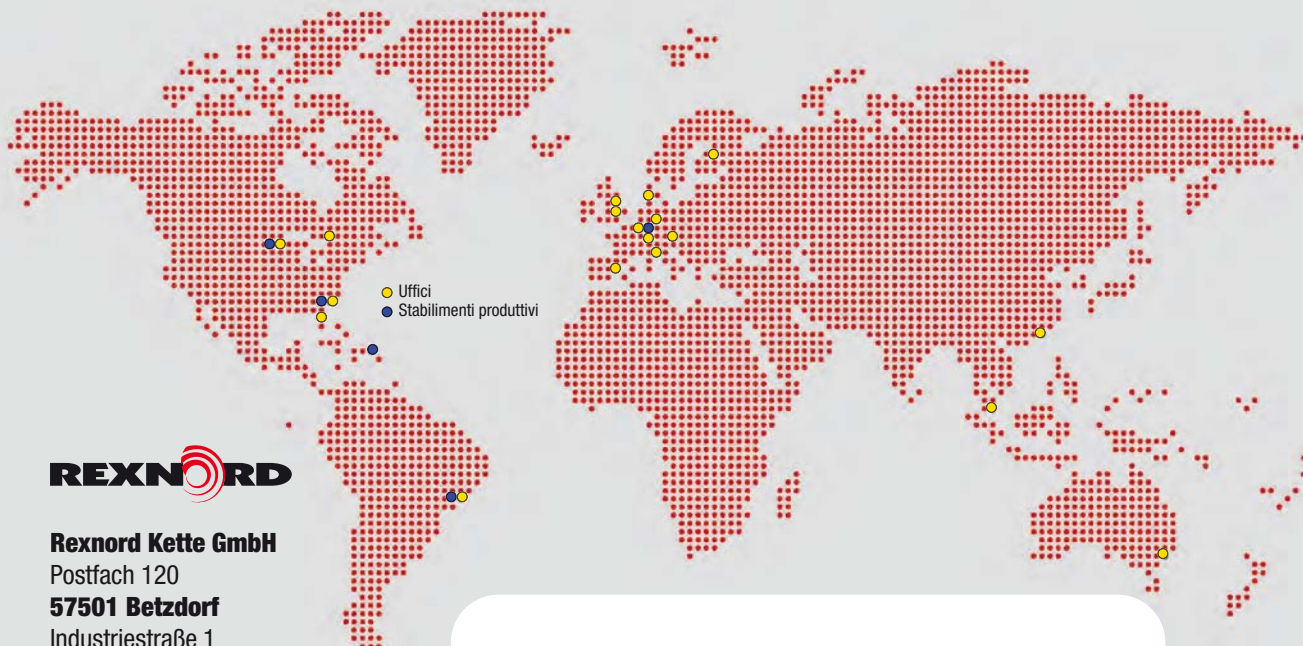 Uffici
Stabilimenti produttivi
REXNORD
Rexnord Kette GmbH
Postfach 120
57501 Betzdorf
Industriestraße 1